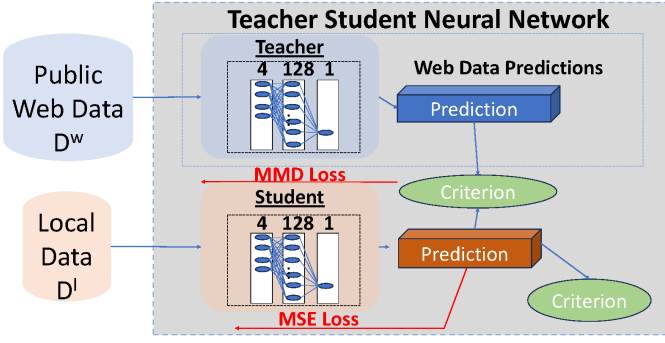 Teacher Student Neural Network
Public
Web Data
Dʷ
Teacher
4 128 1
Web Data Predictions
Prediction
MMD Loss
Criterion
Local
Data
Dˡ
Student
4 128 1
Prediction
Criterion
MSE Loss